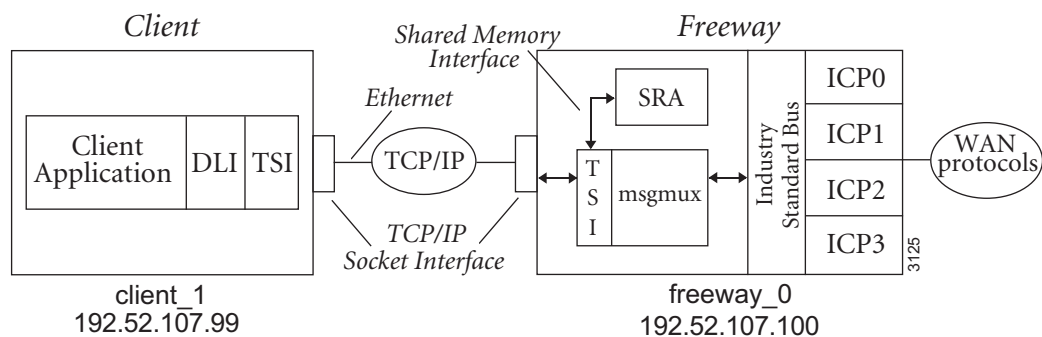 Client
Client
Application
DLI
TSI
Ethernet
TCP/IP
TCP/IP
Socket Interface
client_1
192.52.107.99
Freeway
Shared Memory
Interface
SRA
T
S
I
msgmux
Industry
Standard Bus
ICP0
ICP1
ICP2
ICP3
WAN
protocols
3125
freeway_0
192.52.107.100